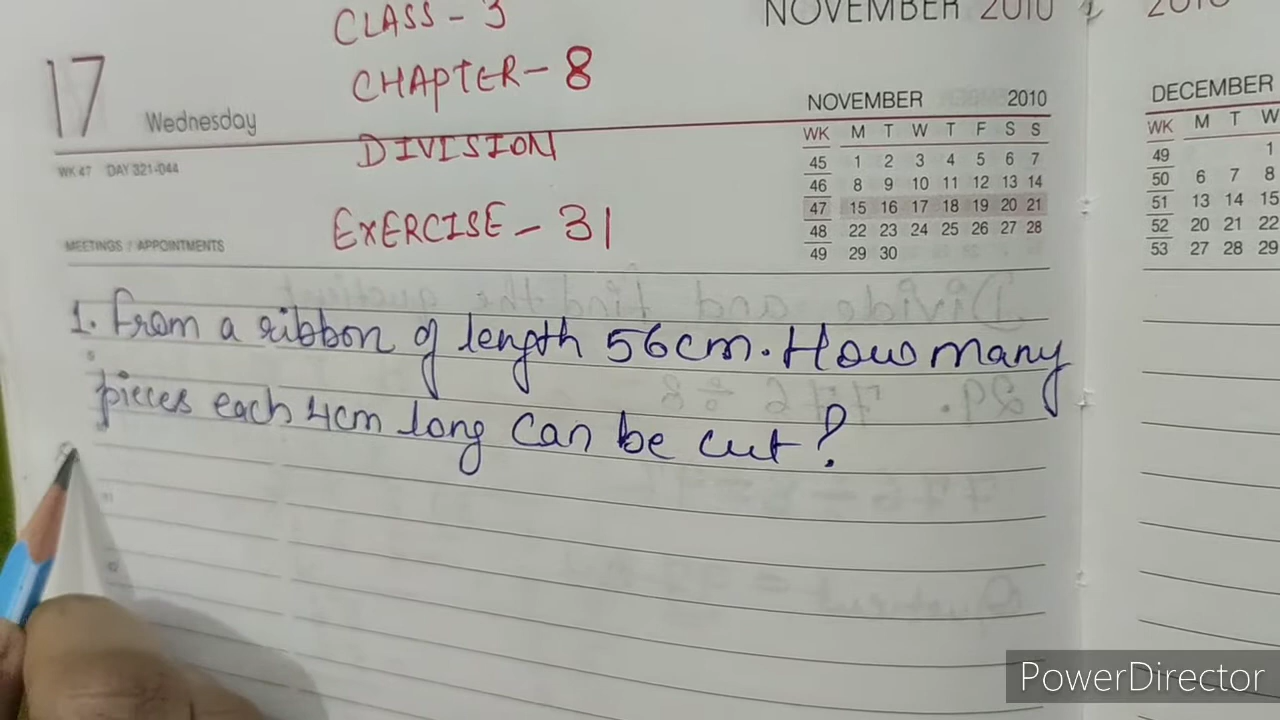 CLASS - 3
NOVEMBER 2010
CHAPTER - 8
17 Wednesday
WK 47 DAY 321-044
DIVISION
EXERCISE - 31
MEETINGS / APPOINTMENTS
NOVEMBER 2010
WK M T W T F S S
45 1 2 3 4 5 6 7
46 8 9 10 11 12 13 14
47 15 16 17 18 19 20 21
48 22 23 24 25 26 27 28
49 29 30
DECEMBER
WK M T W
49 1
50 6 7 8
51 13 14 15
52 20 21 22
53 27 28 29
1. From a ribbon of length 56cm. How many
pieces each 4cm long can be cut?
PowerDirector